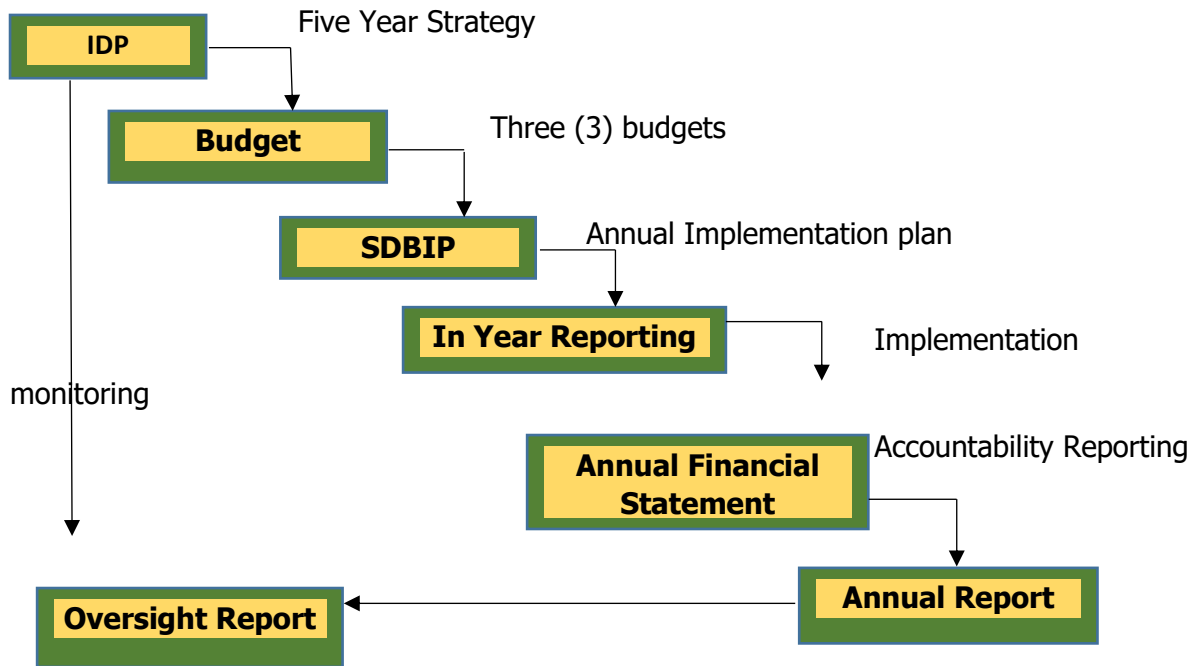 Five Year Strategy
IDP
Three (3) budgets
Budget
Annual Implementation plan
SDBIP
In Year Reporting
Implementation
monitoring
Accountability Reporting
Annual Financial
Statement
Annual Report
Oversight Report